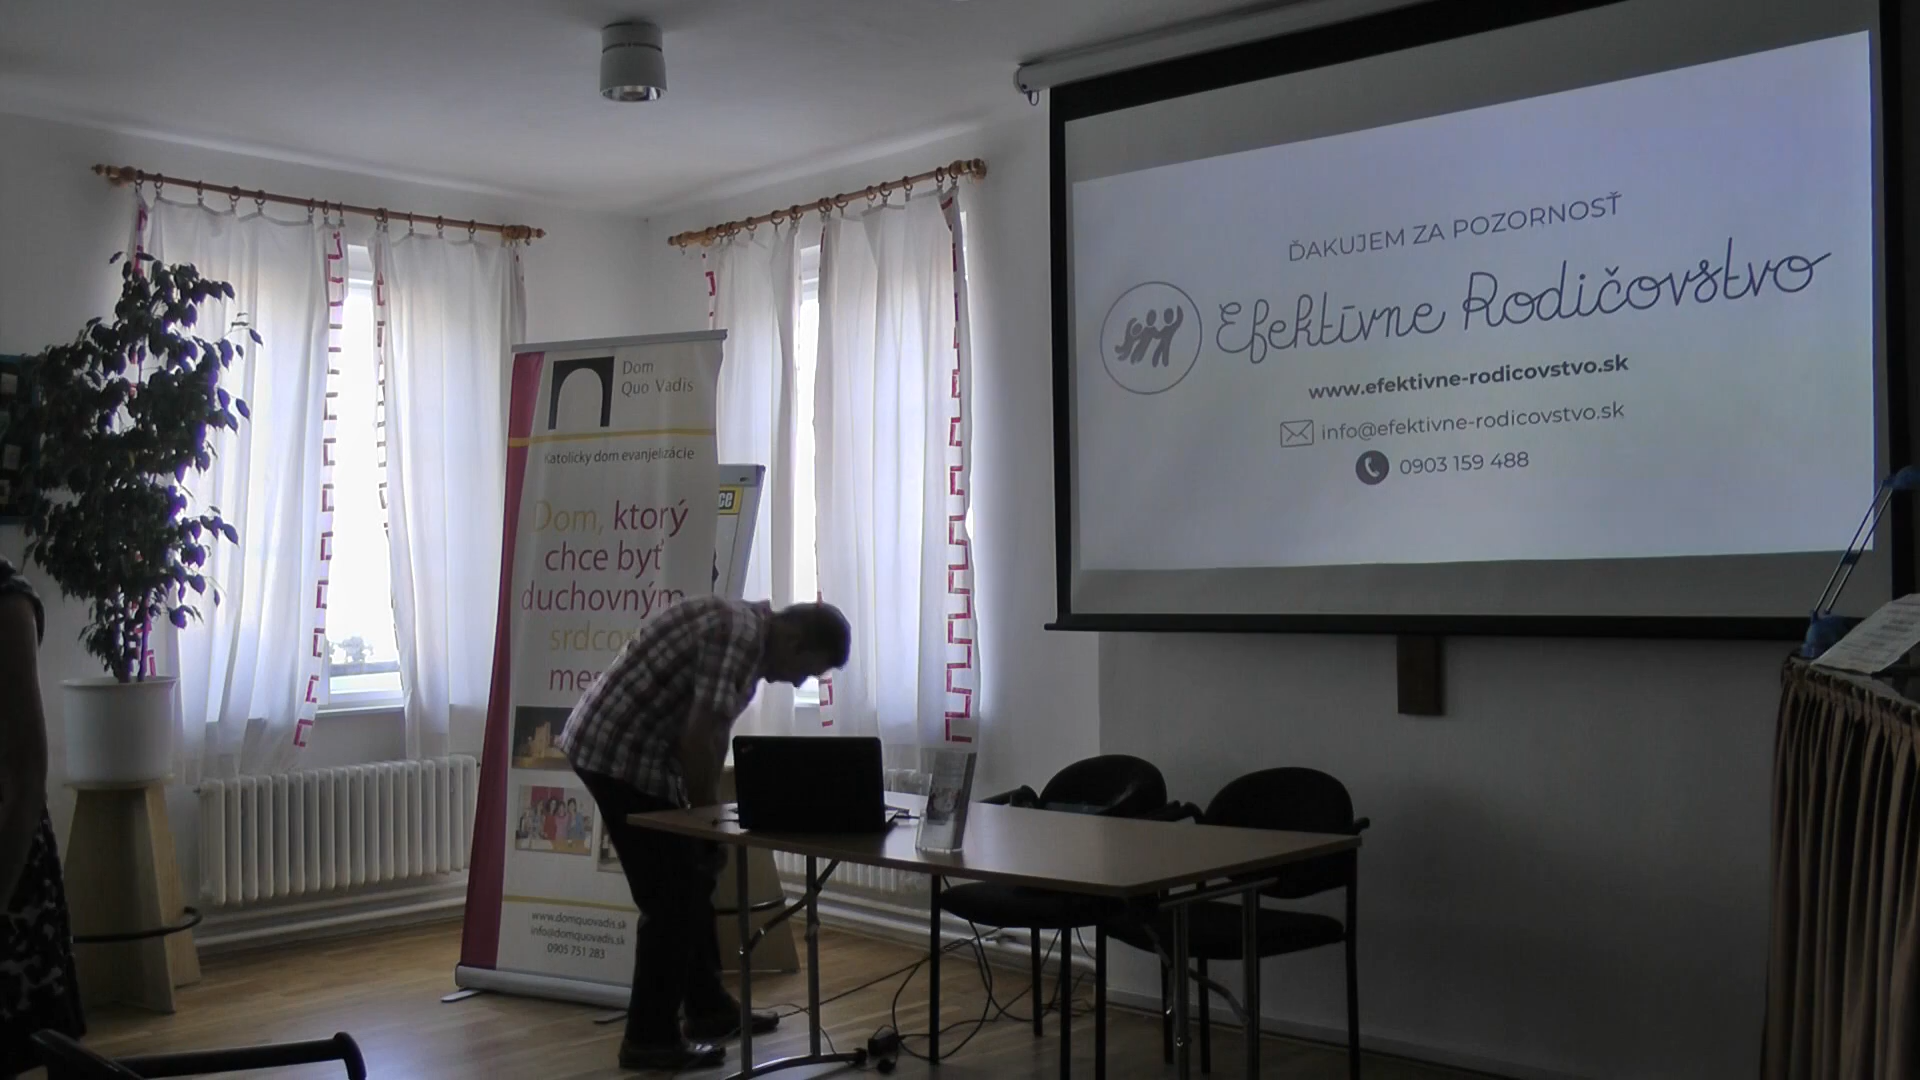 Dom
Quo Vadis
Katolícky dom evanjelizácie
Dom, ktorý
chce byť
duchovným
www.domquovadis.sk
info@domquovadis.sk
0905 751 283
ĎAKUJEM ZA POZORNOSŤ
Efektívne Rodičovstvo
www.efektivne-rodicovstvo.sk
info@efektivne-rodicovstvo.sk
0903 159 488